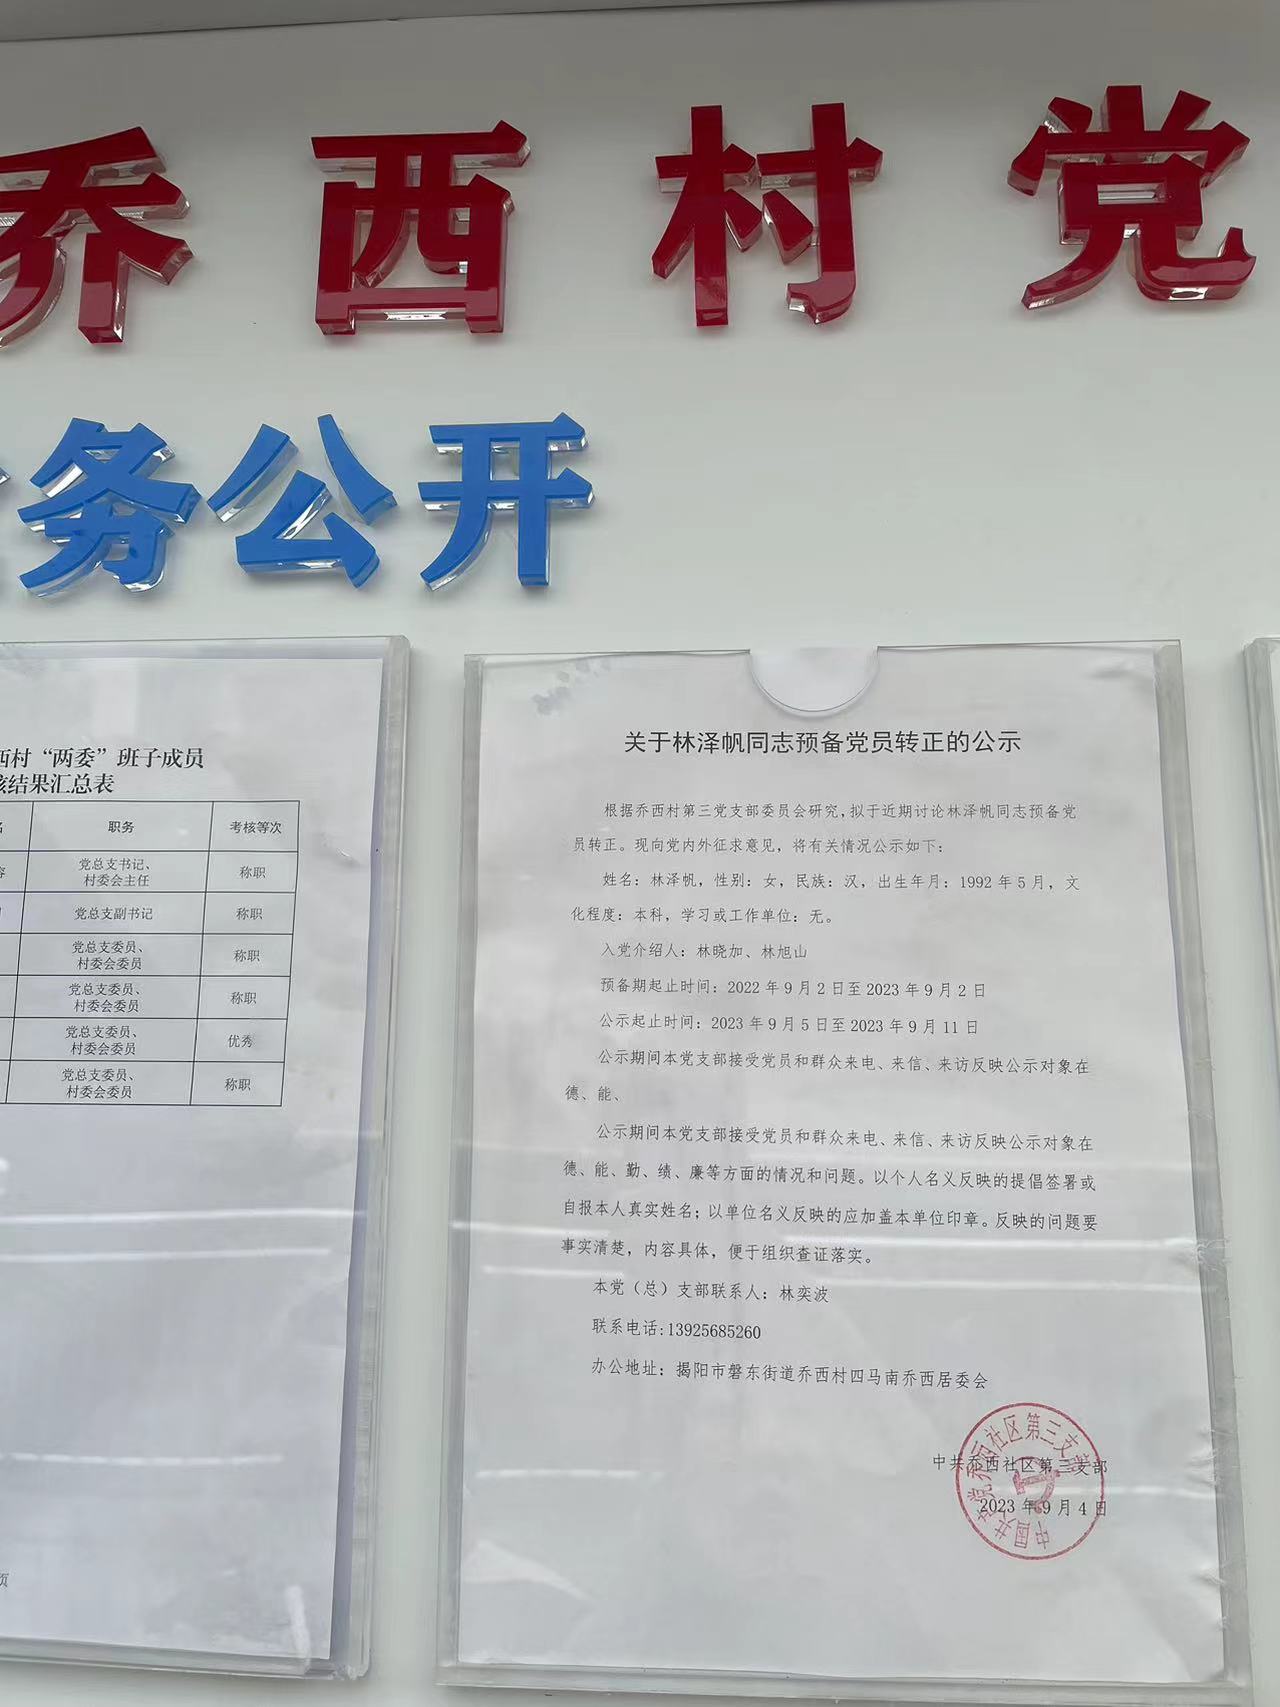 乔西村党
务公开
西村“两委”班子成员
核结果汇总表
职务 考核等次
党总支书记、
村委会主任
称职
党总支副书记 称职
党总支委员、
村委会委员
称职
党总支委员、
村委会委员
称职
党总支委员、
村委会委员
优秀
党总支委员、
村委会委员
称职
页
关于林泽帆同志预备党员转正的公示
根据乔西村第三党支部委员会研究,拟于近期讨论林泽帆同志预备党
员转正。现向党内外征求意见，将有关情况公示如下：
姓名：林泽帆，性别：女，民族：汉，出生年月：1992年5月，文
化程度：本科，学习或工作单位：无。
入党介绍人：林晓加、林旭山
预备期起止时间：2022年9月2日至2023年9月2日
公示起止时间：2023年9月5日至2023年9月11日
公示期间本党支部接受党员和群众来电、来信、来访反映公示对象在
德、能、
公示期间本党支部接受党员和群众来电、来信、来访反映公示对象在
德、能、勤、绩、廉等方面的情况和问题。以个人名义反映的提倡签署或
自报本人真实姓名；以单位名义反映的应加盖本单位印章。反映的问题要
事实清楚，内容具体，便于组织查证落实。
本党（总）支部联系人：林奕波
联系电话:13925685260
办公地址：揭阳市磐东街道乔西村四马南乔西居委会
中共乔西社区第三支部
2023年9月4日
中国共产党乔西社区第三支部